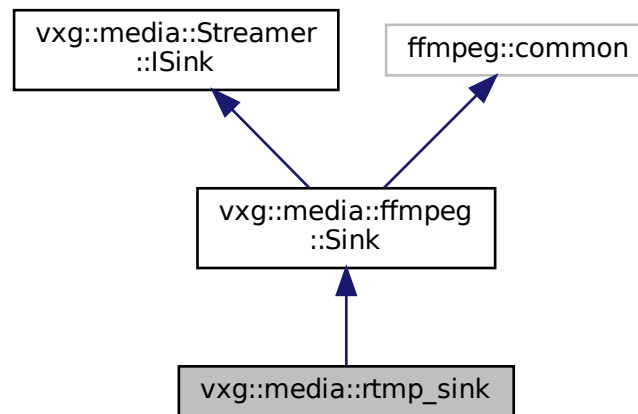 vxg::media::Streamer
::ISink
ffmpeg::common
vxg::media::ffmpeg
::Sink
vxg::media::rtmp_sink